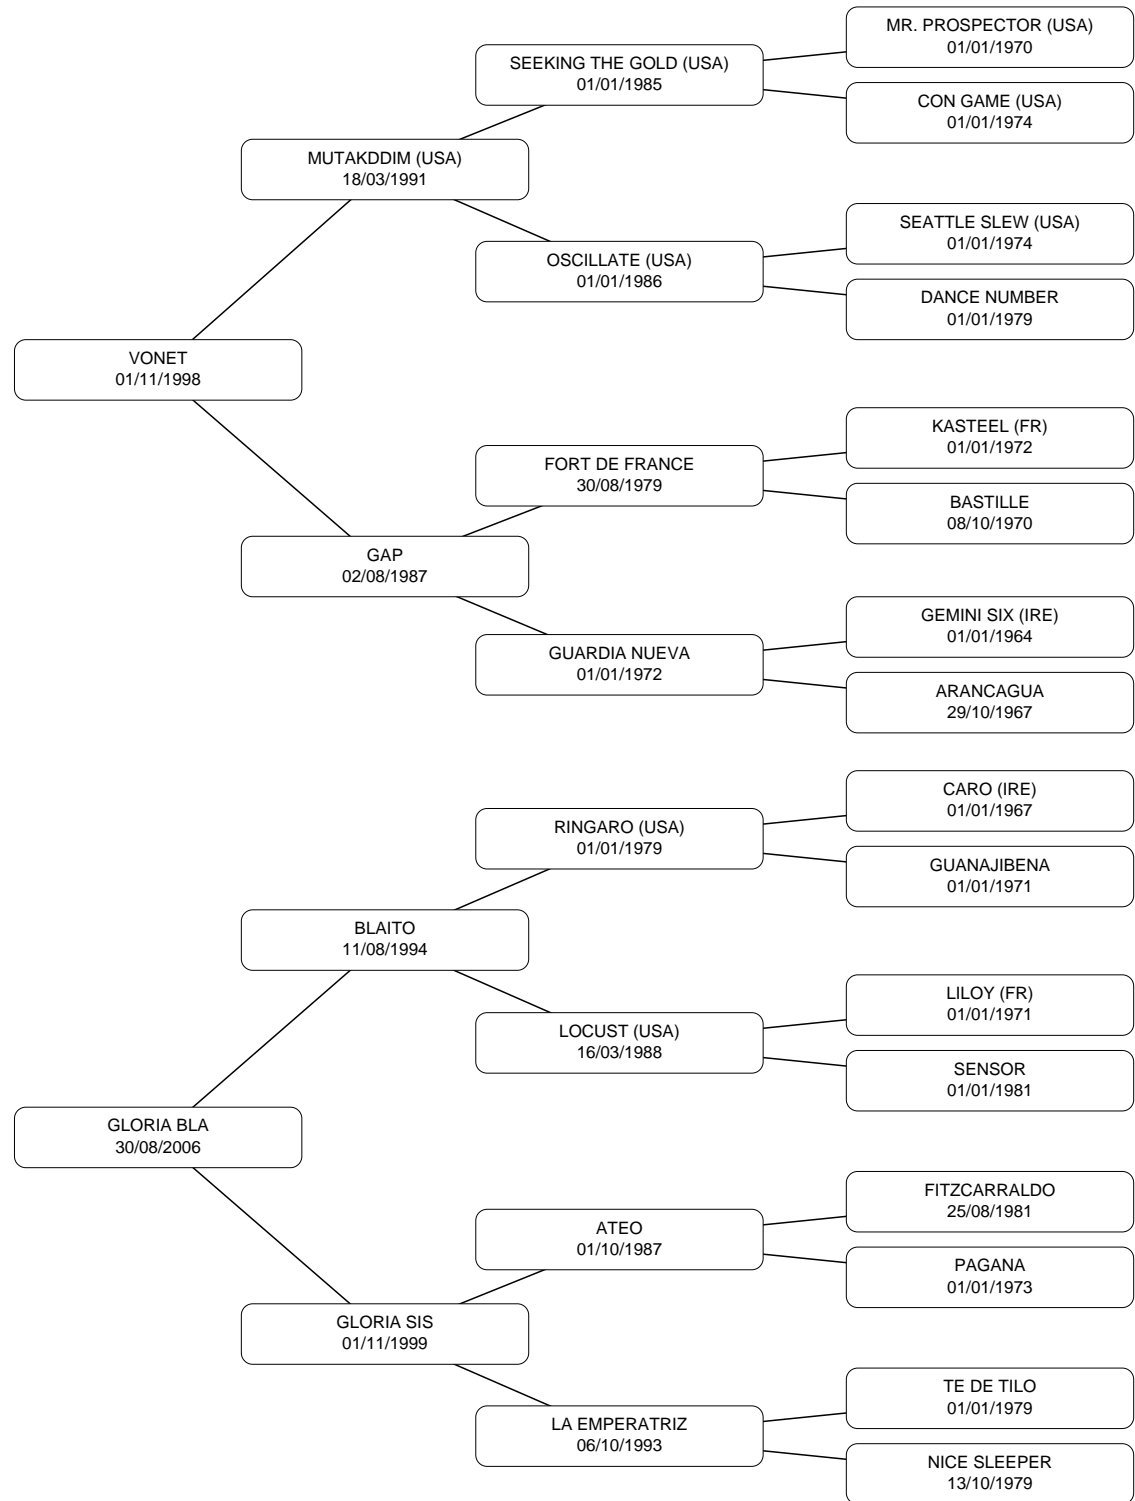 MR. PROSPECTOR (USA)
01/01/1970
SEEKING THE GOLD (USA)
01/01/1985
CON GAME (USA)
01/01/1974
MUTAKDDIM (USA)
18/03/1991
SEATTLE SLEW (USA)
01/01/1974
OSCILLATE (USA)
01/01/1986
DANCE NUMBER
01/01/1979
VONET
01/11/1998
KASTEEL (FR)
01/01/1972
FORT DE FRANCE
30/08/1979
BASTILLE
08/10/1970
GAP
02/08/1987
GEMINI SIX (IRE)
01/01/1964
GUARDIA NUEVA
01/01/1972
ARANCAGUA
29/10/1967
CARO (IRE)
01/01/1967
RINGARO (USA)
01/01/1979
GUANAJIBENA
01/01/1971
BLAITO
11/08/1994
LILOY (FR)
01/01/1971
LOCUST (USA)
16/03/1988
SENSOR
01/01/1981
GLORIA BLA
30/08/2006
FITZCARRALDO
25/08/1981
ATEO
01/10/1987
PAGANA
01/01/1973
GLORIA SIS
01/11/1999
TE DE TILO
01/01/1979
LA EMPERATRIZ
06/10/1993
NICE SLEEPER
13/10/1979